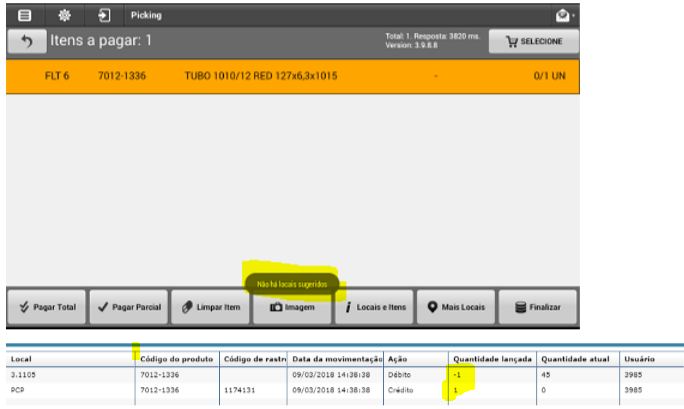 Picking
Itens a pagar: 1
Total: 1. Resposta: 3820 ms.
Version: 3.9.8.8
SELECIONE
FLT 6 7012-1336 TUBO 1010/12 RED 127x6,3x1015 - 0/1 UN
Não há locais sugeridos
Pagar Total Pagar Parcial Limpar Item Imagem Locais e Itens Mais Locais Finalizar
Local Código do produto Código de rastre Data da movimentação Ação Quantidade lançada Quantidade atual Usuário
3.1105 7012-1336 09/03/2018 14:38:38 Débito -1 45 3985
PCP 7012-1336 1174131 09/03/2018 14:38:38 Crédito 1 0 3985